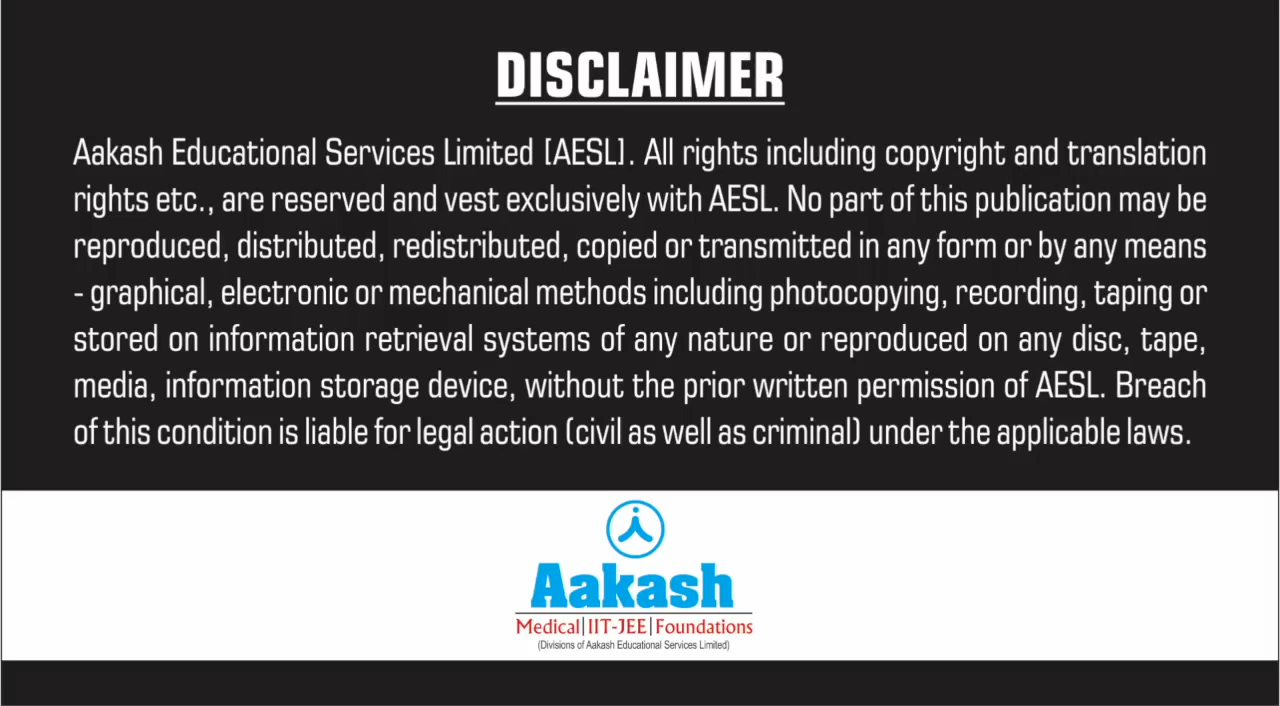 DISCLAIMER
Aakash Educational Services Limited [AESL]. All rights including copyright and translation
rights etc., are reserved and vest exclusively with AESL. No part of this publication may be
reproduced, distributed, redistributed, copied or transmitted in any form or by any means
- graphical, electronic or mechanical methods including photocopying, recording, taping or
stored on information retrieval systems of any nature or reproduced on any disc, tape,
media, information storage device, without the prior written permission of AESL. Breach
of this condition is liable for legal action (civil as well as criminal) under the applicable laws.
Aakash
Medical|IIT-JEE|Foundations
(Divisions of Aakash Educational Services Limited)